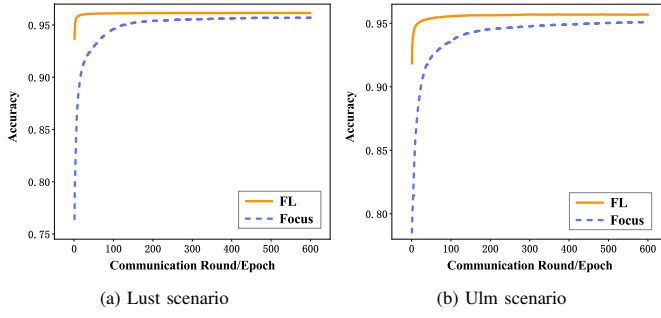 0.95
0.90
0.85
0.80
0.75
Accuracy
FL
Focus
0 100 200 300 400 500 600
Communication Round/Epoch
(a) Lust scenario
0.95
0.90
0.85
0.80
Accuracy
FL
Focus
0 100 200 300 400 500 600
Communication Round/Epoch
(b) Ulm scenario